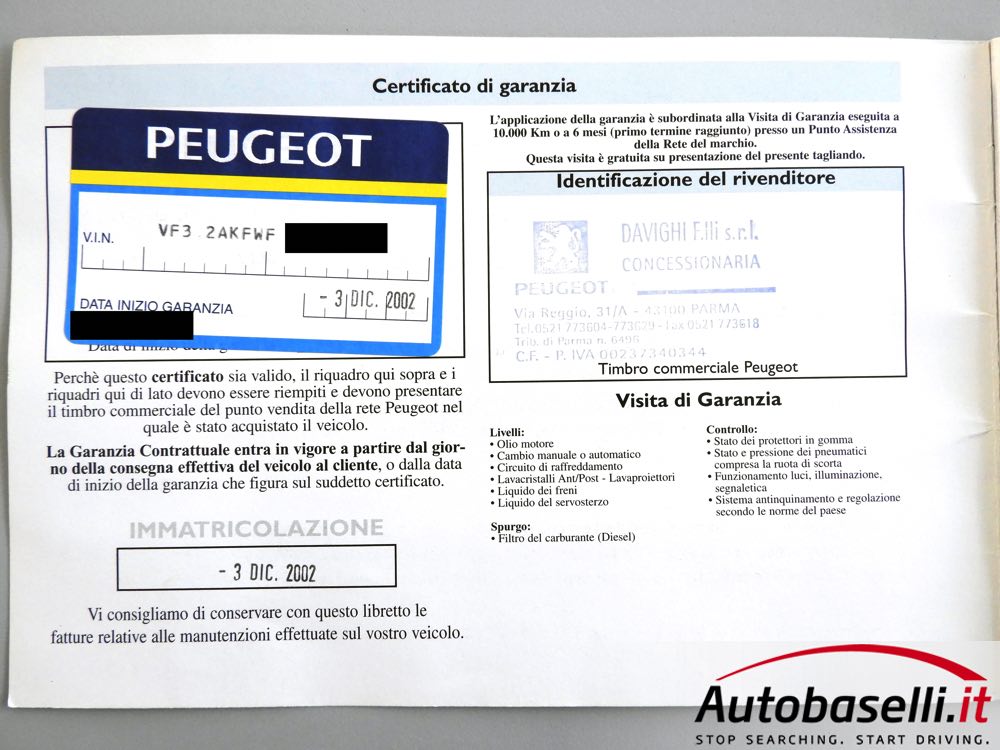 Certificato di garanzia
PEUGEOT
V.I.N.
VF3 2AKFWF
DATA INIZIO GARANZIA
- 3 DIC. 2002
Data di inizio della g
Perchè questo certificato sia valido, il riquadro qui sopra e i
riquadri qui di lato devono essere riempiti e devono presentare
il timbro commerciale del punto vendita della rete Peugeot nel
quale è stato acquistato il veicolo.
La Garanzia Contrattuale entra in vigore a partire dal gior-
no della consegna effettiva del veicolo al cliente, o dalla data
di inizio della garanzia che figura sul suddetto certificato.
IMMATRICOLAZIONE
- 3 DIC. 2002
Vi consigliamo di conservare con questo libretto le
fatture relative alle manutenzioni effettuate sul vostro veicolo.
L'applicazione della garanzia è subordinata alla Visita di Garanzia eseguita a
10.000 Km o a 6 mesi (primo termine raggiunto) presso un Punto Assistenza
della Rete del marchio.
Questa visita è gratuita su presentazione del presente tagliando.
Identificazione del rivenditore
DAVIGHI F.lli s.r.l.
CONCESSIONARIA
PEUGEOT
Via Reggio, 31/A - 43100 PARMA
Tel.0521 773604-773629 - Fax 0521 773618
Trib. di Parma n. 6496
C.F. - P. IVA 00237340344
Timbro commerciale Peugeot
Visita di Garanzia
Livelli:
• Olio motore
• Cambio manuale o automatico
• Circuito di raffreddamento
• Lavacristalli Ant/Post - Lavaproiettori
• Liquido dei freni
• Liquido del servosterzo
Spurgo:
• Filtro del carburante (Diesel)
Controllo:
• Stato dei protettori in gomma
• Stato e pressione dei pneumatici
compresa la ruota di scorta
• Funzionamento luci, illuminazione,
segnaletica
• Sistema antinquinamento e regolazione
secondo le norme del paese
Autobaselli.it
STOP SEARCHING. START DRIVING.